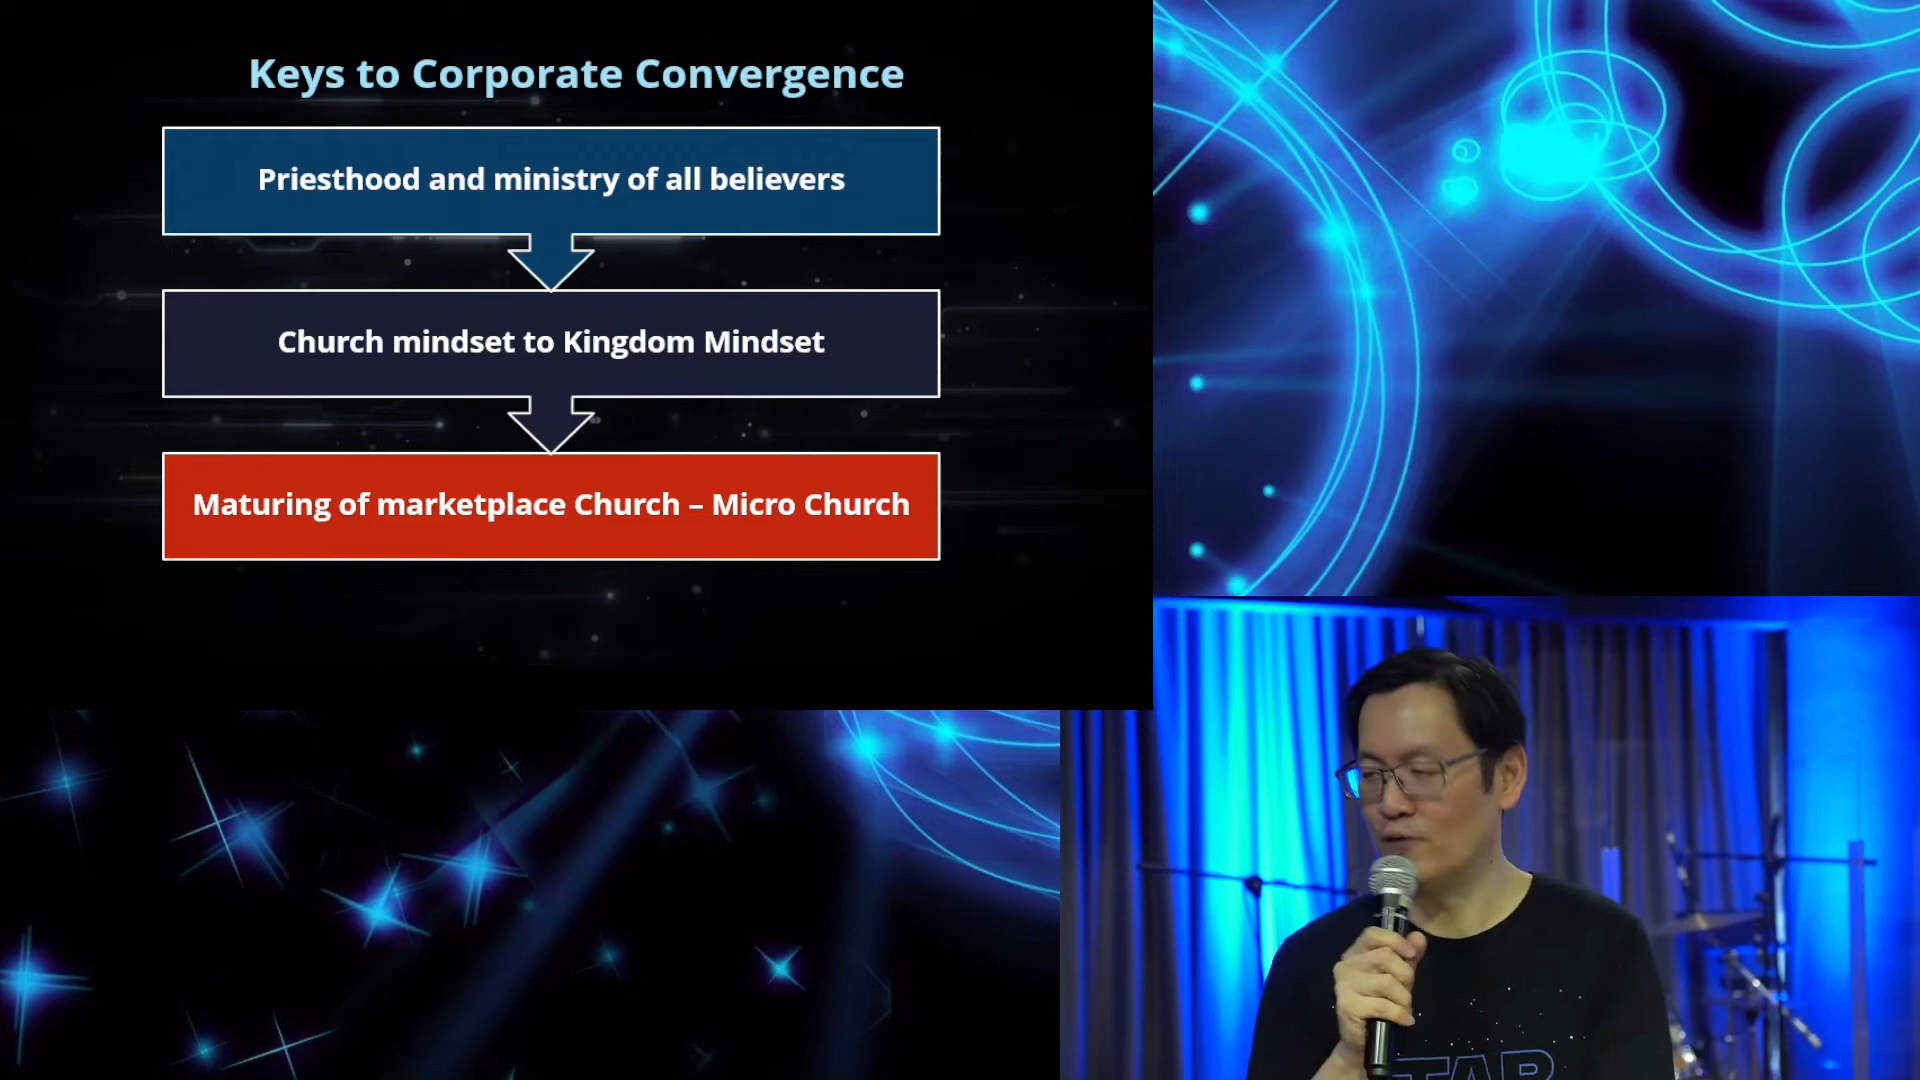 Keys to Corporate Convergence
Priesthood and ministry of all believers
Church mindset to Kingdom Mindset
Maturing of marketplace Church – Micro Church